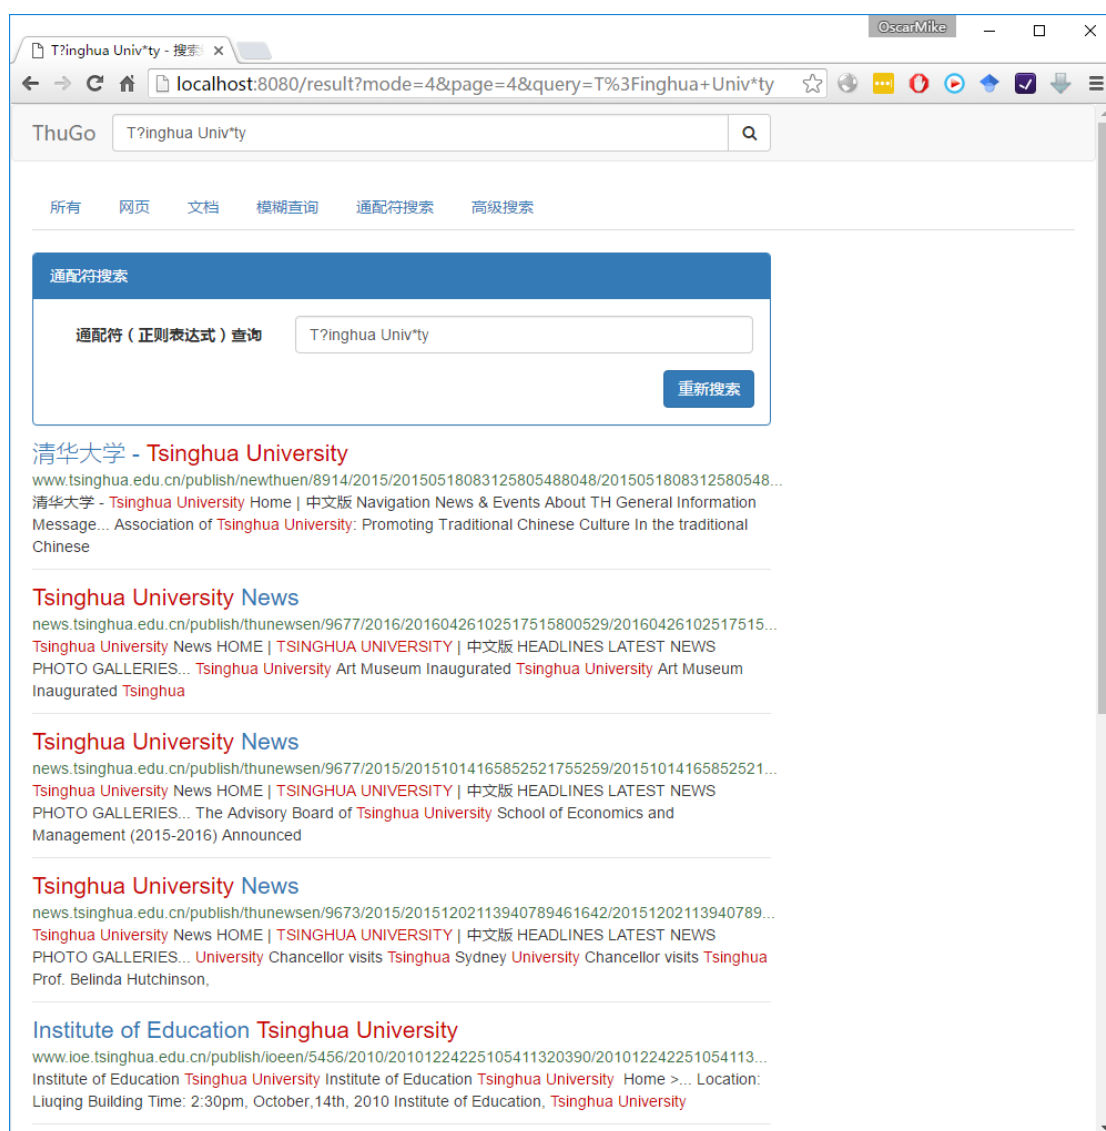 OscarMike
T?inghua Univ*ty - 搜索
localhost:8080/result?mode=4&page=4&query=T%3Finghua+Univ*ty
ThuGo T?inghua Univ*ty
所有 网页 文档 模糊查询 通配符搜索 高级搜索
通配符搜索
通配符（正则表达式）查询 T?inghua Univ*ty
重新搜索
清华大学 - Tsinghua University
www.tsinghua.edu.cn/publish/newthuen/8914/2015/20150518083125805488048/2015051808312580548...
清华大学 - Tsinghua University Home | 中文版 Navigation News & Events About TH General Information
Message... Association of Tsinghua University: Promoting Traditional Chinese Culture In the traditional
Chinese
Tsinghua University News
news.tsinghua.edu.cn/publish/thunewsen/9677/2016/20160426102517515800529/20160426102517515...
Tsinghua University News HOME | TSINGHUA UNIVERSITY | 中文版 HEADLINES LATEST NEWS
PHOTO GALLERIES... Tsinghua University Art Museum Inaugurated Tsinghua University Art Museum
Inaugurated Tsinghua
Tsinghua University News
news.tsinghua.edu.cn/publish/thunewsen/9677/2015/20151014165852521755259/20151014165852521...
Tsinghua University News HOME | TSINGHUA UNIVERSITY | 中文版 HEADLINES LATEST NEWS
PHOTO GALLERIES... The Advisory Board of Tsinghua University School of Economics and
Management (2015-2016) Announced
Tsinghua University News
news.tsinghua.edu.cn/publish/thunewsen/9673/2015/20151202113940789461642/20151202113940789...
Tsinghua University News HOME | TSINGHUA UNIVERSITY | 中文版 HEADLINES LATEST NEWS
PHOTO GALLERIES... University Chancellor visits Tsinghua Sydney University Chancellor visits Tsinghua
Prof. Belinda Hutchinson,
Institute of Education Tsinghua University
www.ioe.tsinghua.edu.cn/publish/ioeen/5456/2010/20101224225105411320390/201012242251054113...
Institute of Education Tsinghua University Institute of Education Tsinghua University Home >... Location:
Liuqing Building Time: 2:30pm, October,14th, 2010 Institute of Education, Tsinghua University